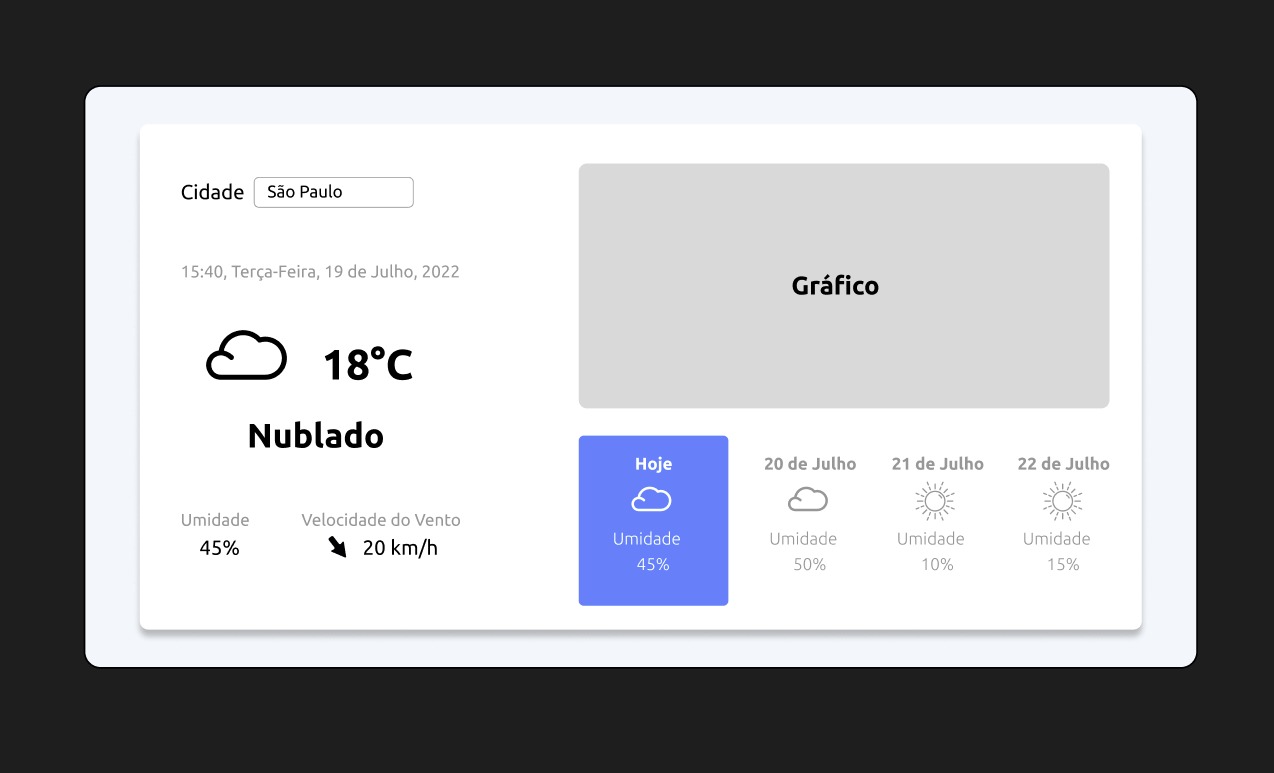 Cidade São Paulo
15:40, Terça-Feira, 19 de Julho, 2022
18°C
Nublado
Umidade Velocidade do Vento
45% 20 km/h
Gráfico
Hoje 20 de Julho 21 de Julho 22 de Julho
Umidade Umidade Umidade Umidade
45% 50% 10% 15%